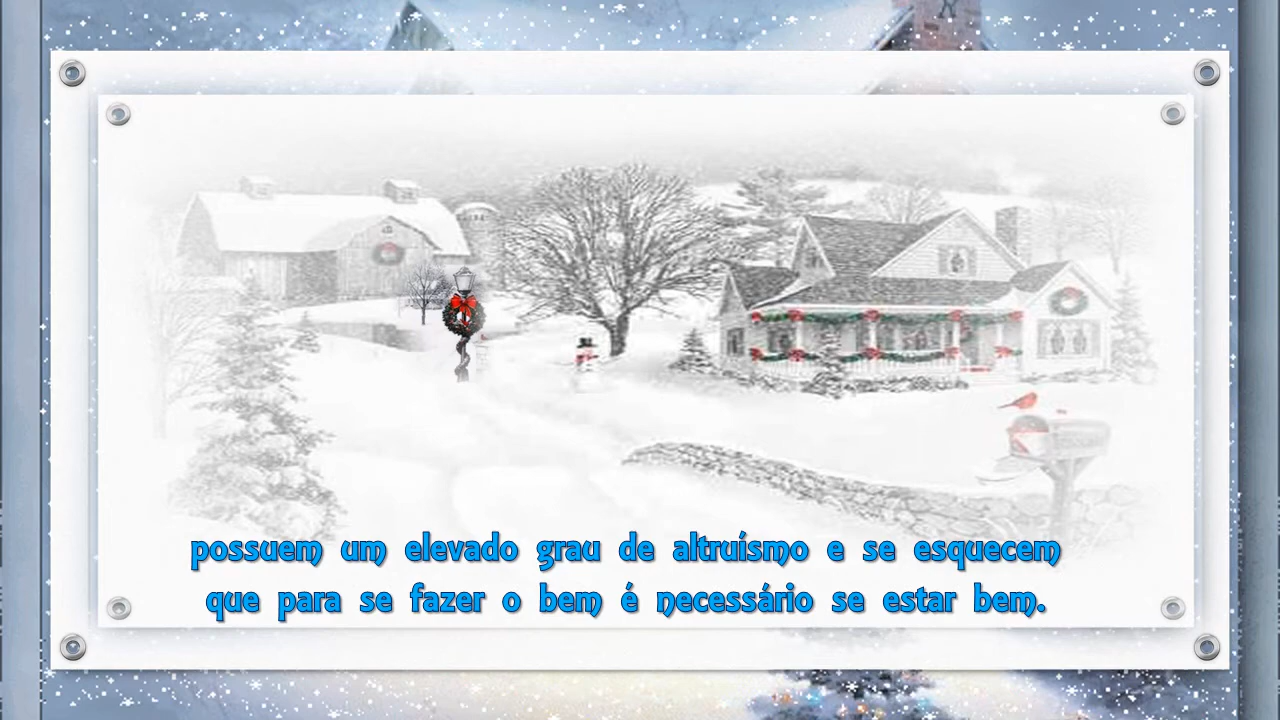 possuem um elevado grau de altruísmo e se esquecem
que para se fazer o bem é necessário se estar bem.